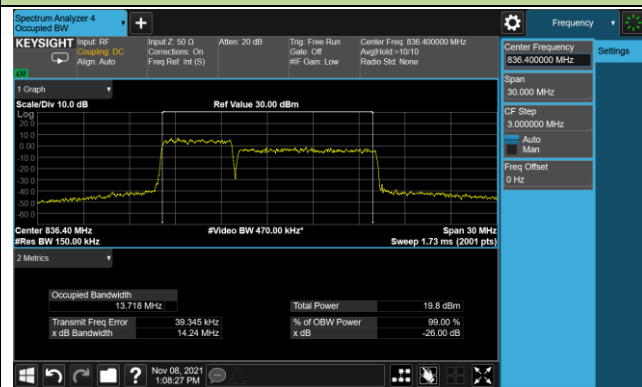 Spectrum Analyzer 4
Occupied BW
Frequency
KEYSIGHT
Input: RF
Coupling: DC
Align: Auto
Input Z: 50 Ω
Corrections: On
Freq Ref: Int (S)
Atten: 20 dB
Trig: Free Run
Gate: Off
#IF Gain: Low
Center Freq: 836.400000 MHz
Avg|Hold:>10/10
Radio Std: None
LXI
Center Frequency
836.400000 MHz
Settings
Span
30.000 MHz
CF Step
3.000000 MHz
Auto
Man
Freq Offset
0 Hz
1 Graph
Scale/Div 10.0 dB
Ref Value 30.00 dBm
Log
20.0
10.0
0.00
-10.0
-20.0
-30.0
-40.0
-50.0
-60.0
Center 836.40 MHz
#Video BW 470.00 kHz*
Span 30 MHz
#Res BW 150.00 kHz
Sweep 1.73 ms (2001 pts)
2 Metrics
Occupied Bandwidth
13.718 MHz
Total Power
19.8 dBm
Transmit Freq Error
39.345 kHz
% of OBW Power
99.00 %
x dB Bandwidth
14.24 MHz
x dB
-26.00 dB
?
Nov 08, 2021
1:08:27 PM